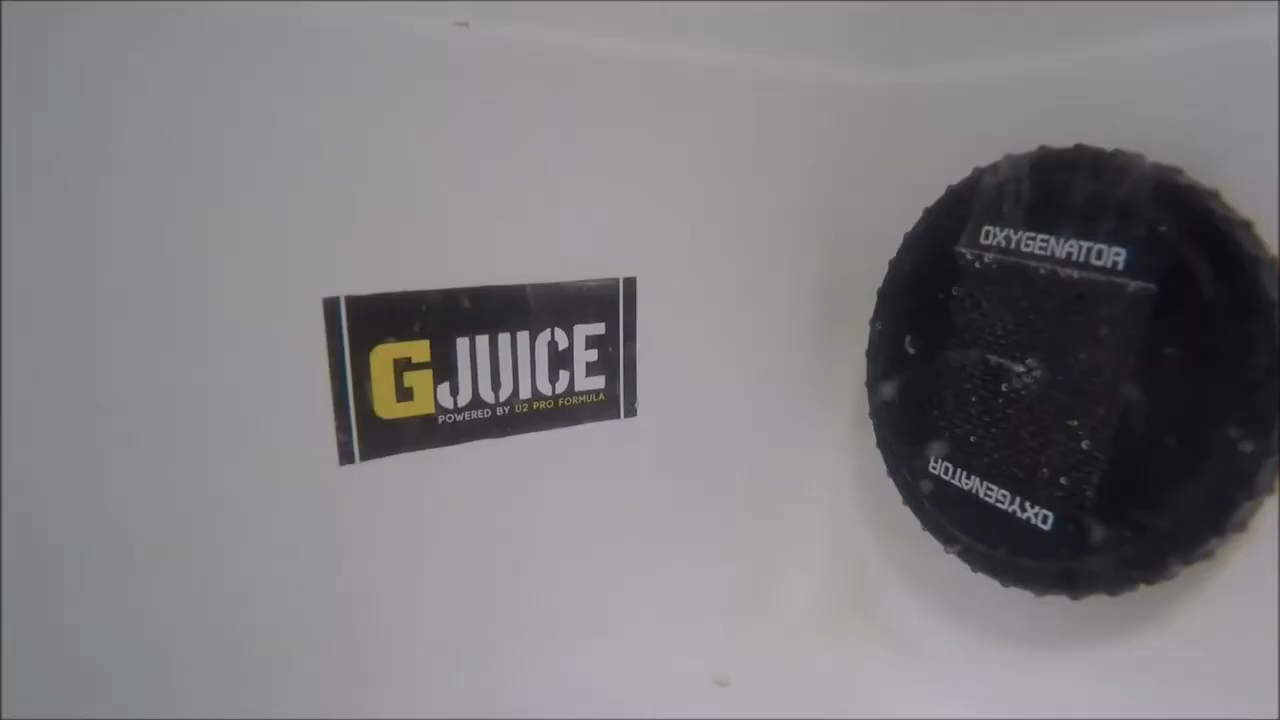 GJUICE
POWERED BY U2 PRO FORMULA
OXYGENATOR
OXYGENATOR